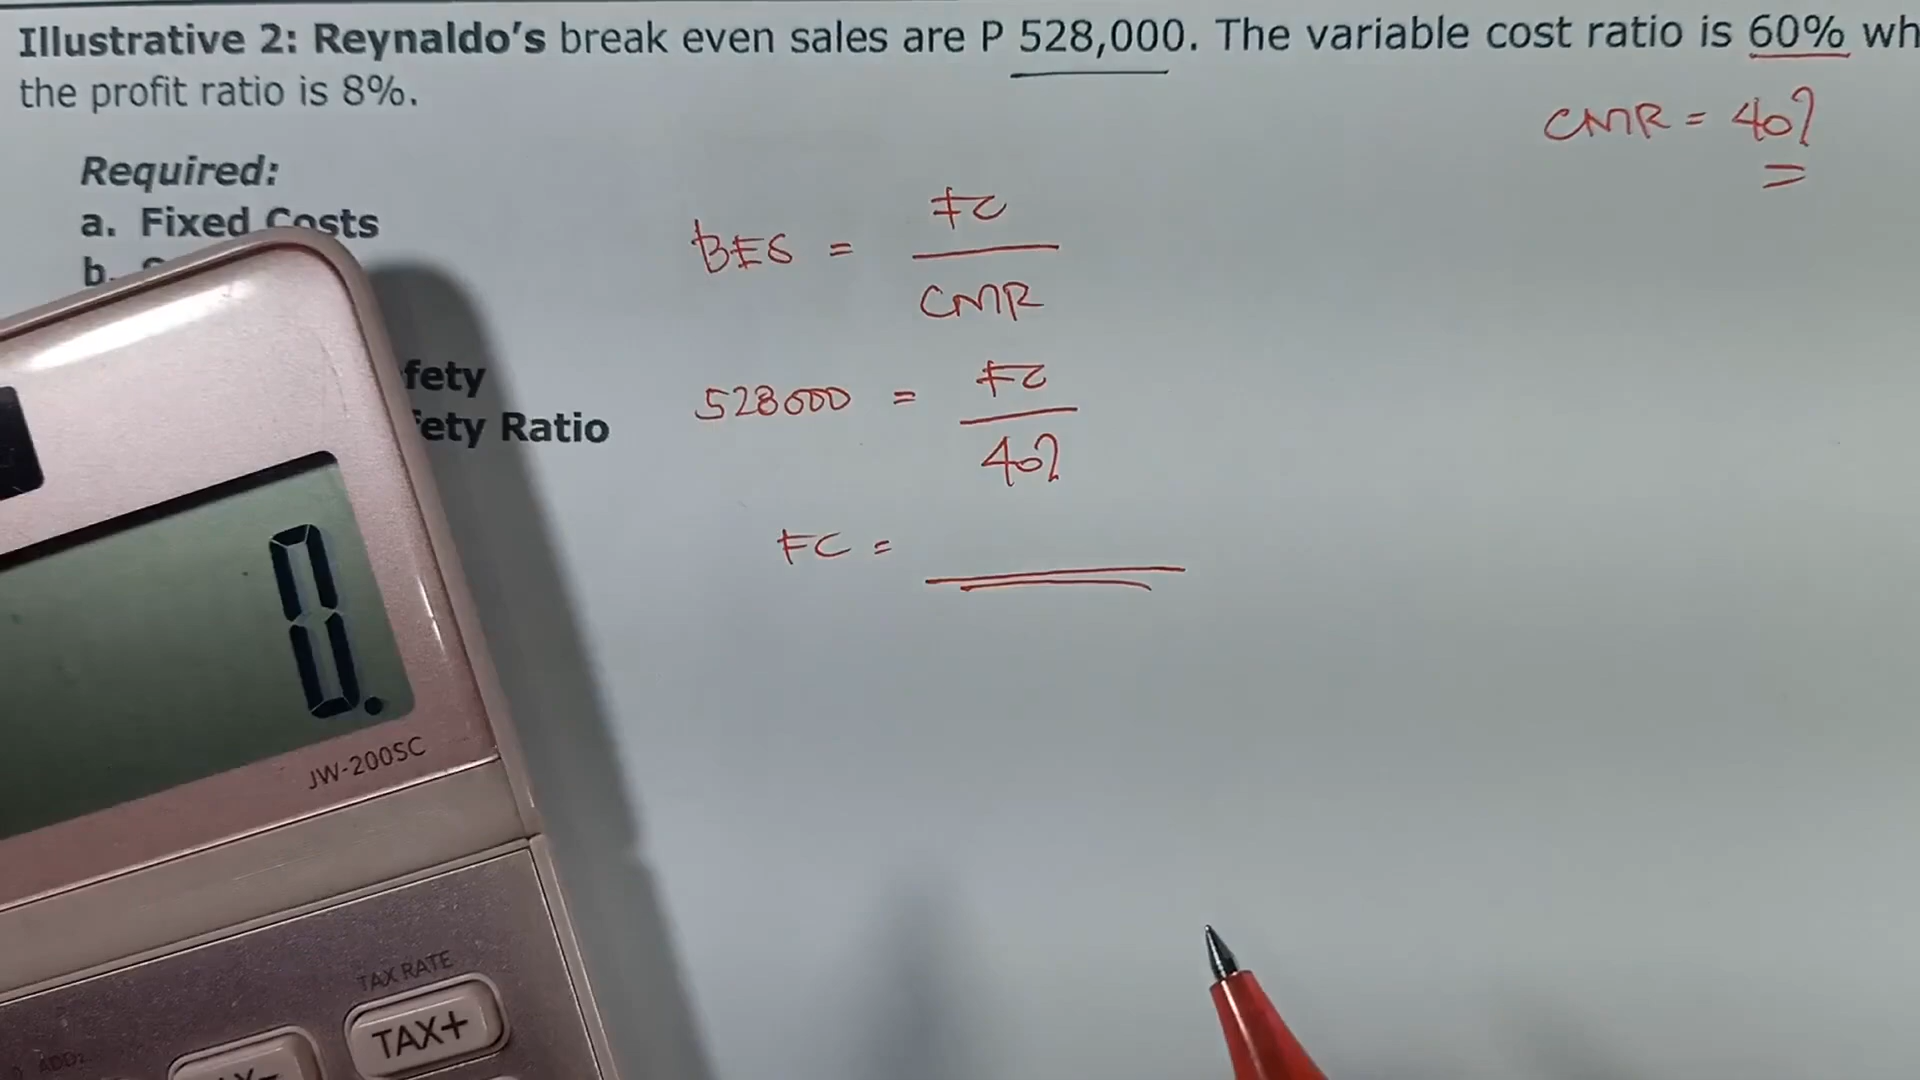 Illustrative 2: Reynaldo's break even sales are P 528,000. The variable cost ratio is 60% wh
the profit ratio is 8%.
CMR = 40%
Required:
a. Fixed Costs
b.
fety
fety Ratio
BES = FC
CMR
528000 = FC
40%
FC =
0.
JW-200SC
TAX RATE
TAX+